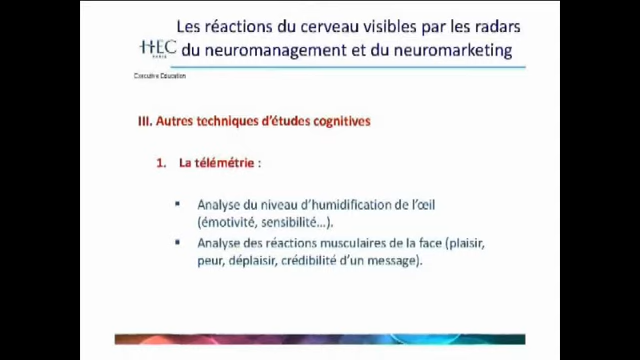 Les réactions du cerveau visibles par les radars
du neuromanagement et du neuromarketing
HEC
PARIS
Executive Education
III. Autres techniques d'études cognitives
1. La télémétrie :
▪ Analyse du niveau d'humidification de l'œil
(émotivité, sensibilité...).
▪ Analyse des réactions musculaires de la face (plaisir,
peur, déplaisir, crédibilité d'un message).